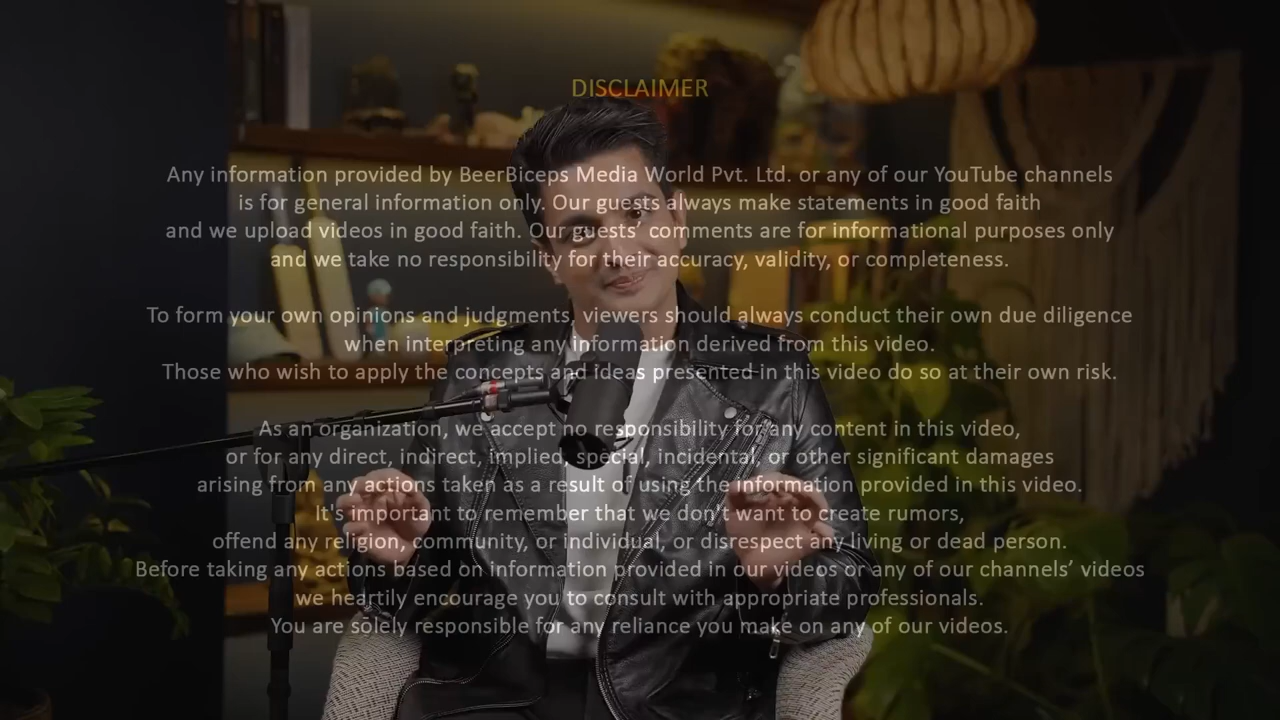 DISCLAIMER
Any information provided by BeerBiceps Media World Pvt. Ltd. or any of our YouTube channels
is for general information only. Our guests always make statements in good faith
and we upload videos in good faith. Our guests’ comments are for informational purposes only
and we take no responsibility for their accuracy, validity, or completeness.
To form your own opinions and judgments, viewers should always conduct their own due diligence
when interpreting any information derived from this video.
Those who wish to apply the concepts and ideas presented in this video do so at their own risk.
As an organization, we accept no responsibility for any content in this video,
or for any direct, indirect, implied, special, incidental, or other significant damages
arising from any actions taken as a result of using the information provided in this video.
It's important to remember that we don't want to create rumors,
offend any religion, community, or individual, or disrespect any living or dead person.
Before taking any actions based on information provided in our videos or any of our channels’ videos
we heartily encourage you to consult with appropriate professionals.
You are solely responsible for any reliance you make on any of our videos.